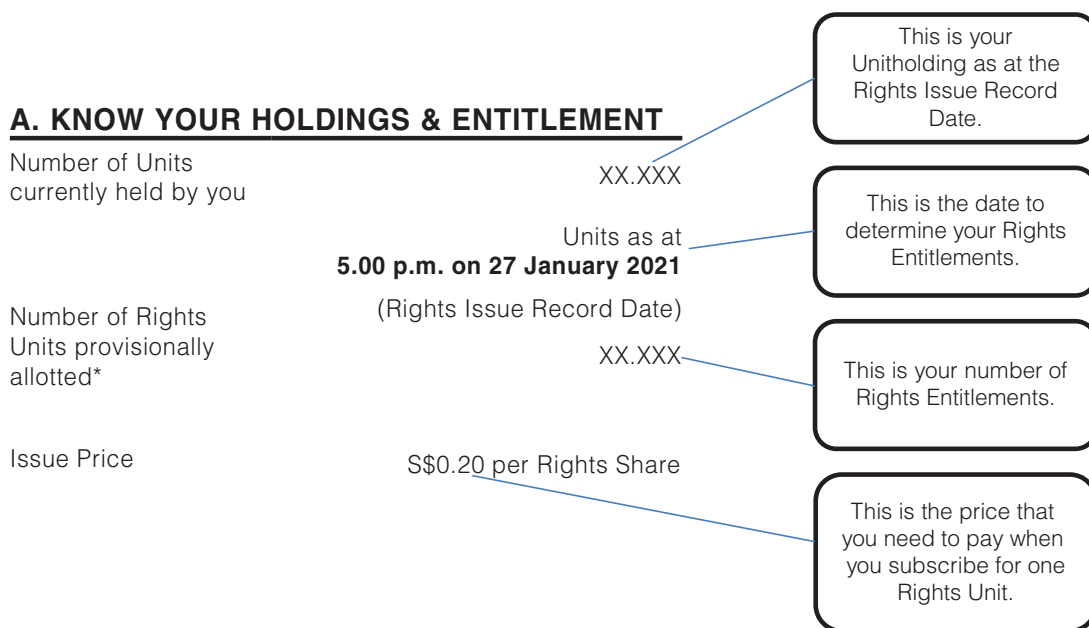 This is your
Unitholding as at the
Rights Issue Record
Date.
A. KNOW YOUR HOLDINGS & ENTITLEMENT
Number of Units
currently held by you
XX.XXX
This is the date to
determine your Rights
Entitlements.
Units as at
5.00 p.m. on 27 January 2021
(Rights Issue Record Date)
Number of Rights
Units provisionally
allotted*
XX.XXX
This is your number of
Rights Entitlements.
Issue Price
S$0.20 per Rights Share
This is the price that
you need to pay when
you subscribe for one
Rights Unit.